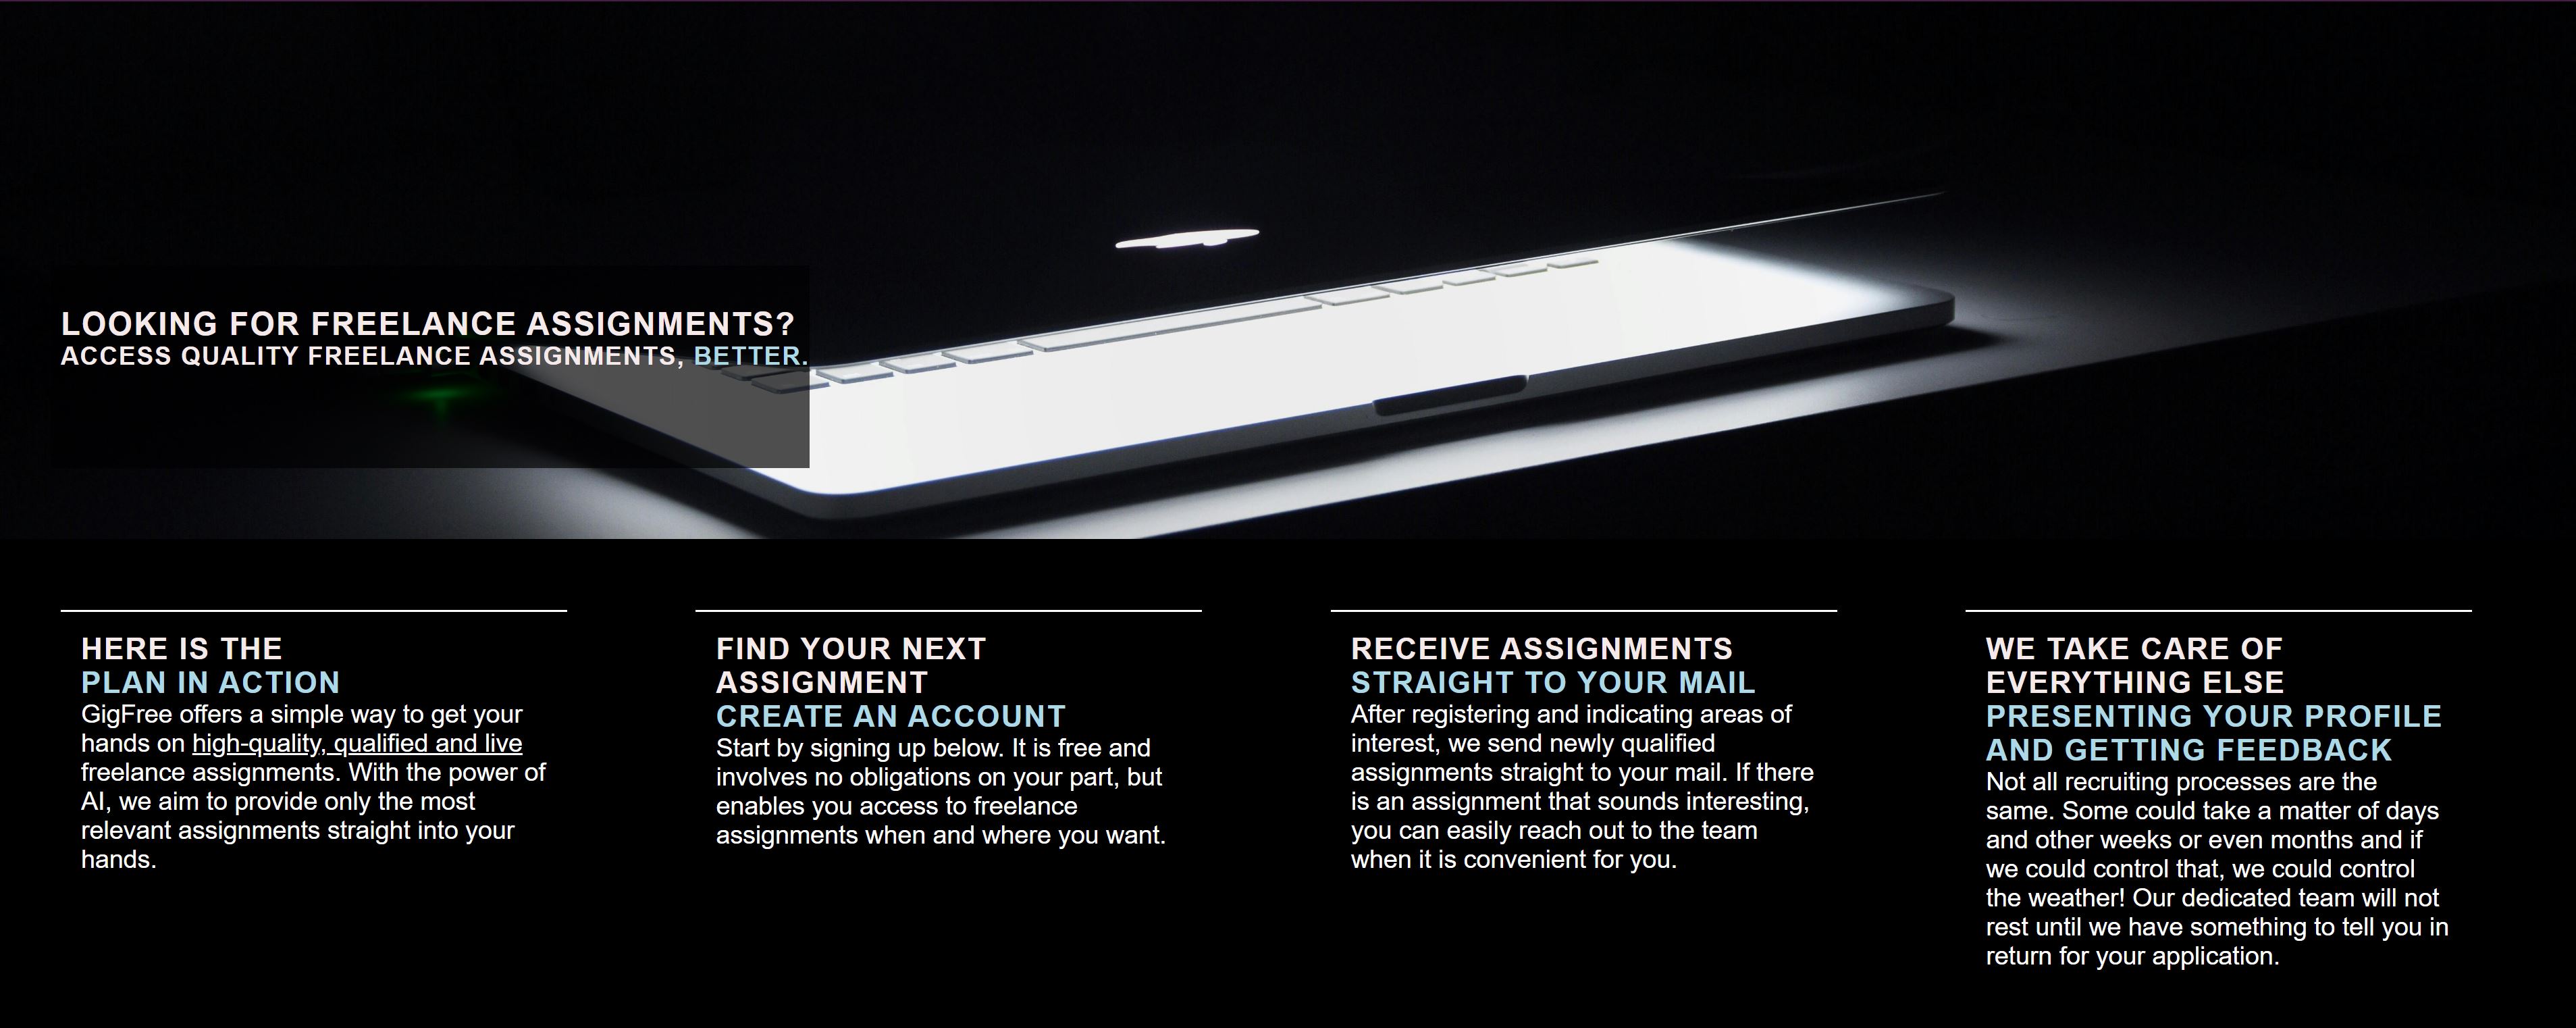 LOOKING FOR FREELANCE ASSIGNMENTS?
ACCESS QUALITY FREELANCE ASSIGNMENTS, BETTER.
HERE IS THE
PLAN IN ACTION
GigFree offers a simple way to get your
hands on high-quality, qualified and live
freelance assignments. With the power of
AI, we aim to provide only the most
relevant assignments straight into your
hands.
FIND YOUR NEXT
ASSIGNMENT
CREATE AN ACCOUNT
Start by signing up below. It is free and
involves no obligations on your part, but
enables you access to freelance
assignments when and where you want.
RECEIVE ASSIGNMENTS
STRAIGHT TO YOUR MAIL
After registering and indicating areas of
interest, we send newly qualified
assignments straight to your mail. If there
is an assignment that sounds interesting,
you can easily reach out to the team
when it is convenient for you.
WE TAKE CARE OF
EVERYTHING ELSE
PRESENTING YOUR PROFILE
AND GETTING FEEDBACK
Not all recruiting processes are the
same. Some could take a matter of days
and other weeks or even months and if
we could control that, we could control
the weather! Our dedicated team will not
rest until we have something to tell you in
return for your application.